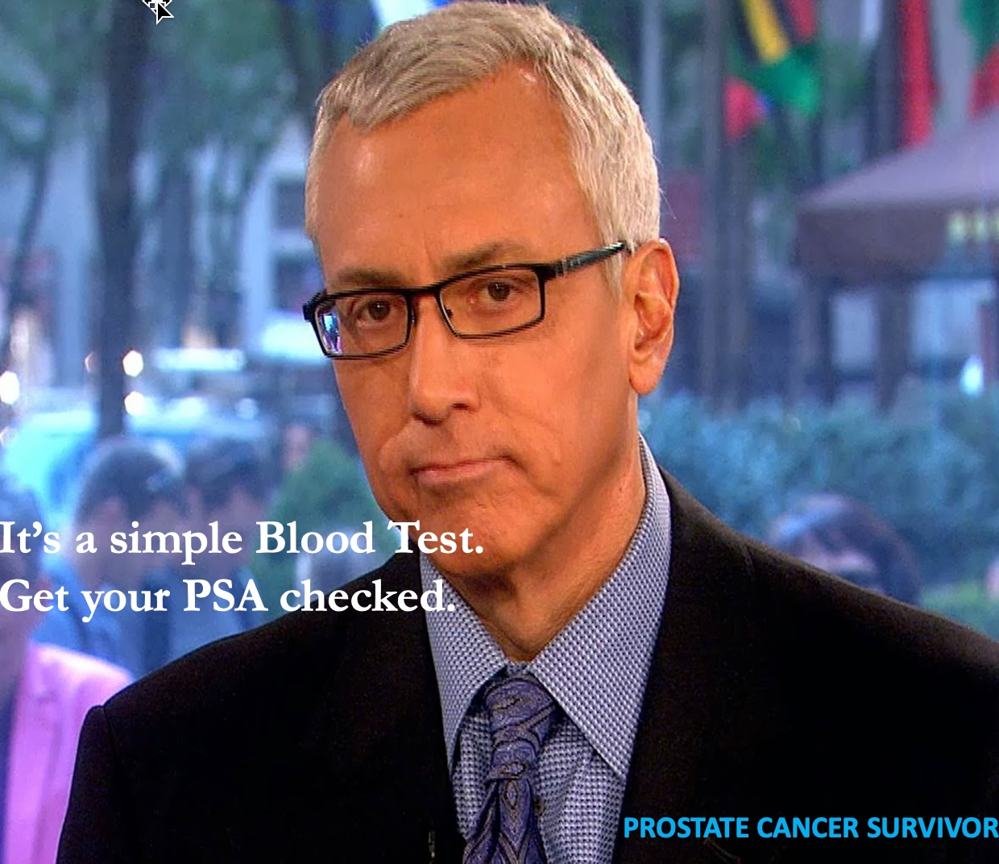 It’s a simple Blood Test.
Get your PSA checked.
PROSTATE CANCER SURVIVOR